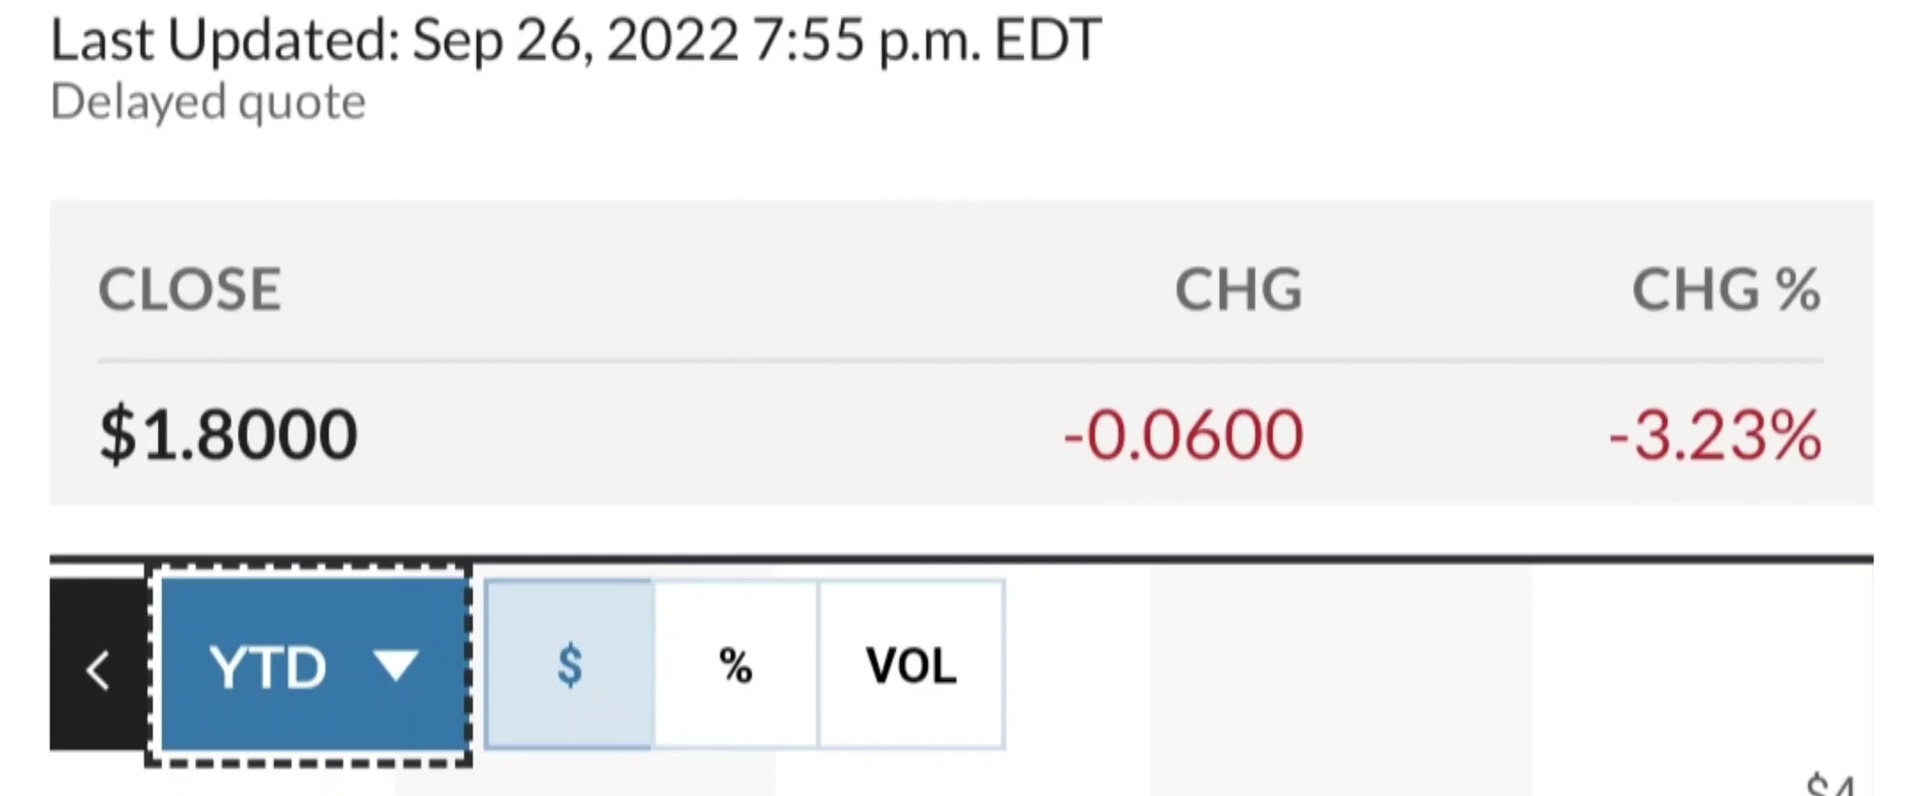 Last Updated: Sep 26, 2022 7:55 p.m. EDT
Delayed quote
CLOSE CHG CHG %
$1.8000 -0.0600 -3.23%
YTD $ % VOL
$4